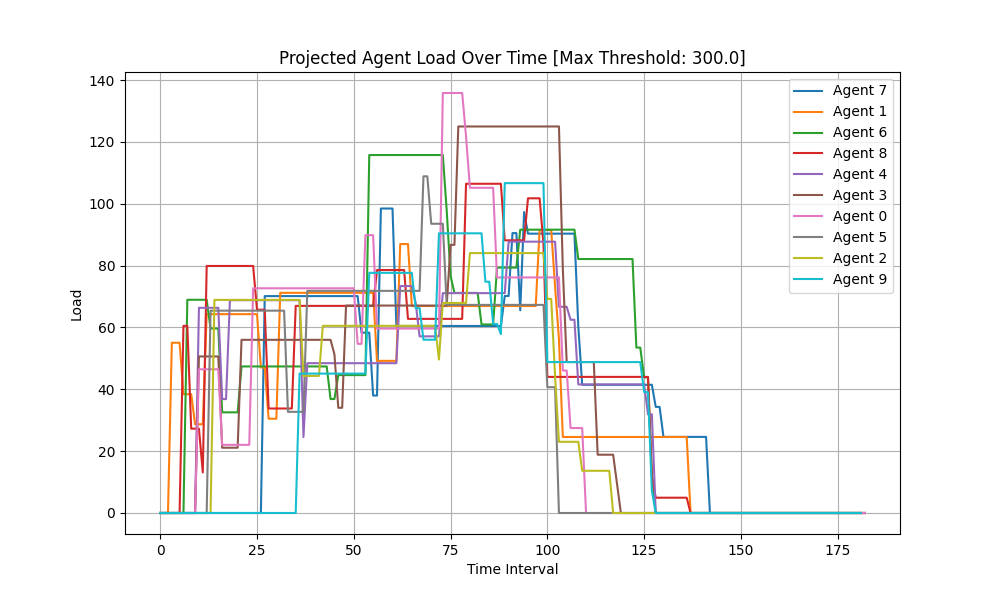 Projected Agent Load Over Time [Max Threshold: 300.0]
140
120
100
80
60
40
20
0
Load
0
25
50
75
100
125
150
175
Time Interval
Agent 7
Agent 1
Agent 6
Agent 8
Agent 4
Agent 3
Agent 0
Agent 5
Agent 2
Agent 9